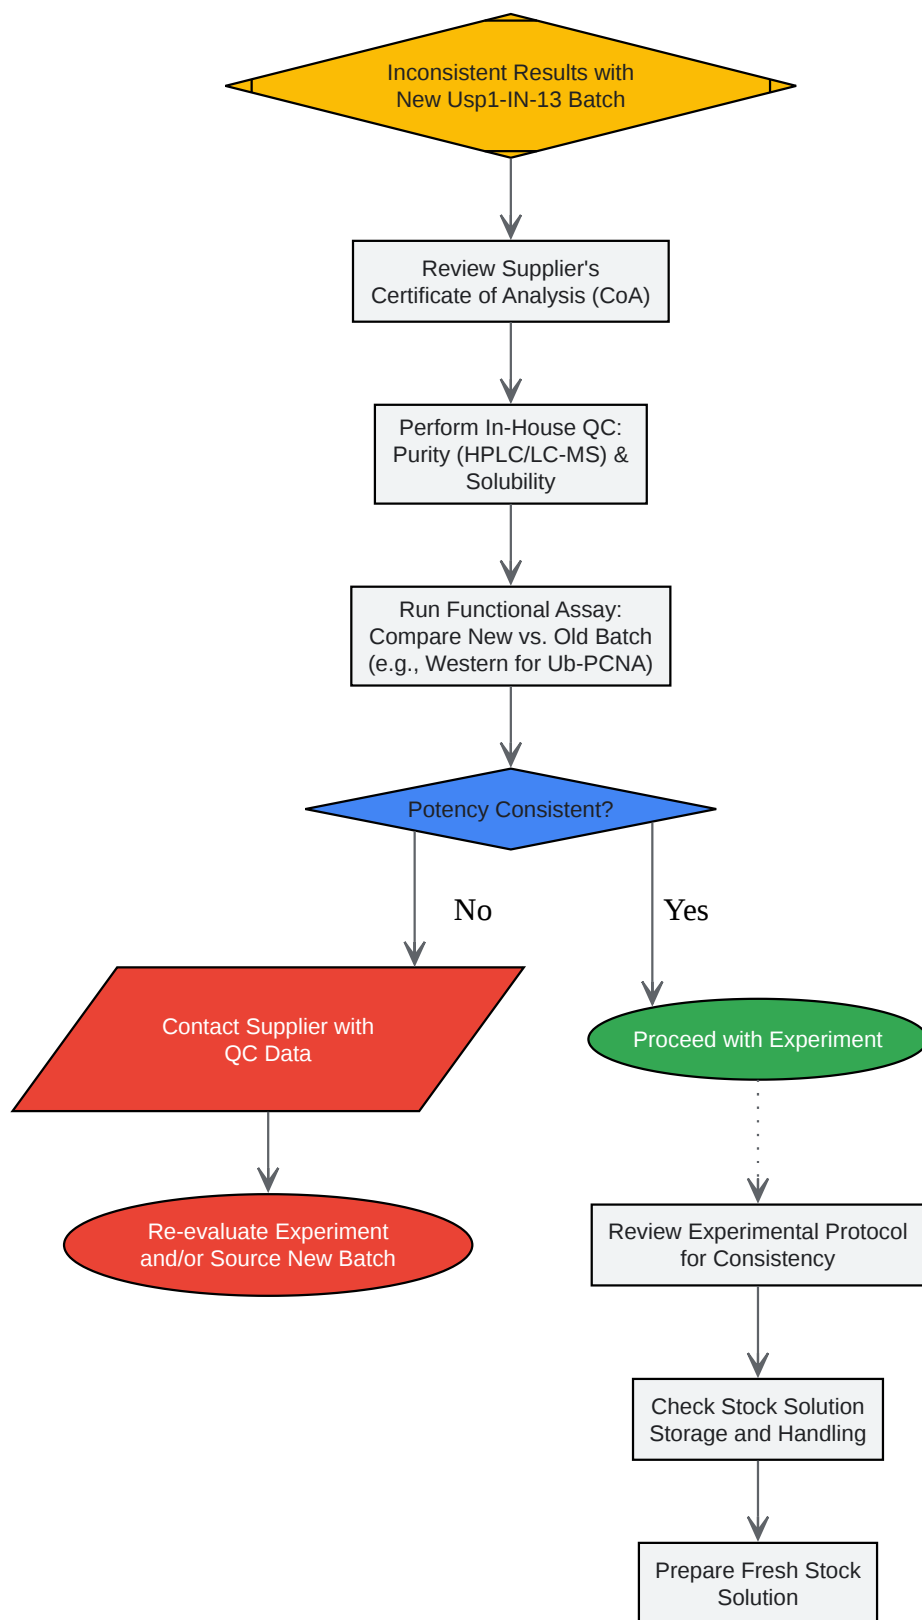 Inconsistent Results with
New Usp1-IN-13 Batch
Review Supplier's
Certificate of Analysis (CoA)
Perform In-House QC:
Purity (HPLC/LC-MS) &
Solubility
Run Functional Assay:
Compare New vs. Old Batch
(e.g., Western for Ub-PCNA)
Potency Consistent?
No
Yes
Contact Supplier with
QC Data
Proceed with Experiment
Re-evaluate Experiment
and/or Source New Batch
Review Experimental Protocol
for Consistency
Check Stock Solution
Storage and Handling
Prepare Fresh Stock
Solution